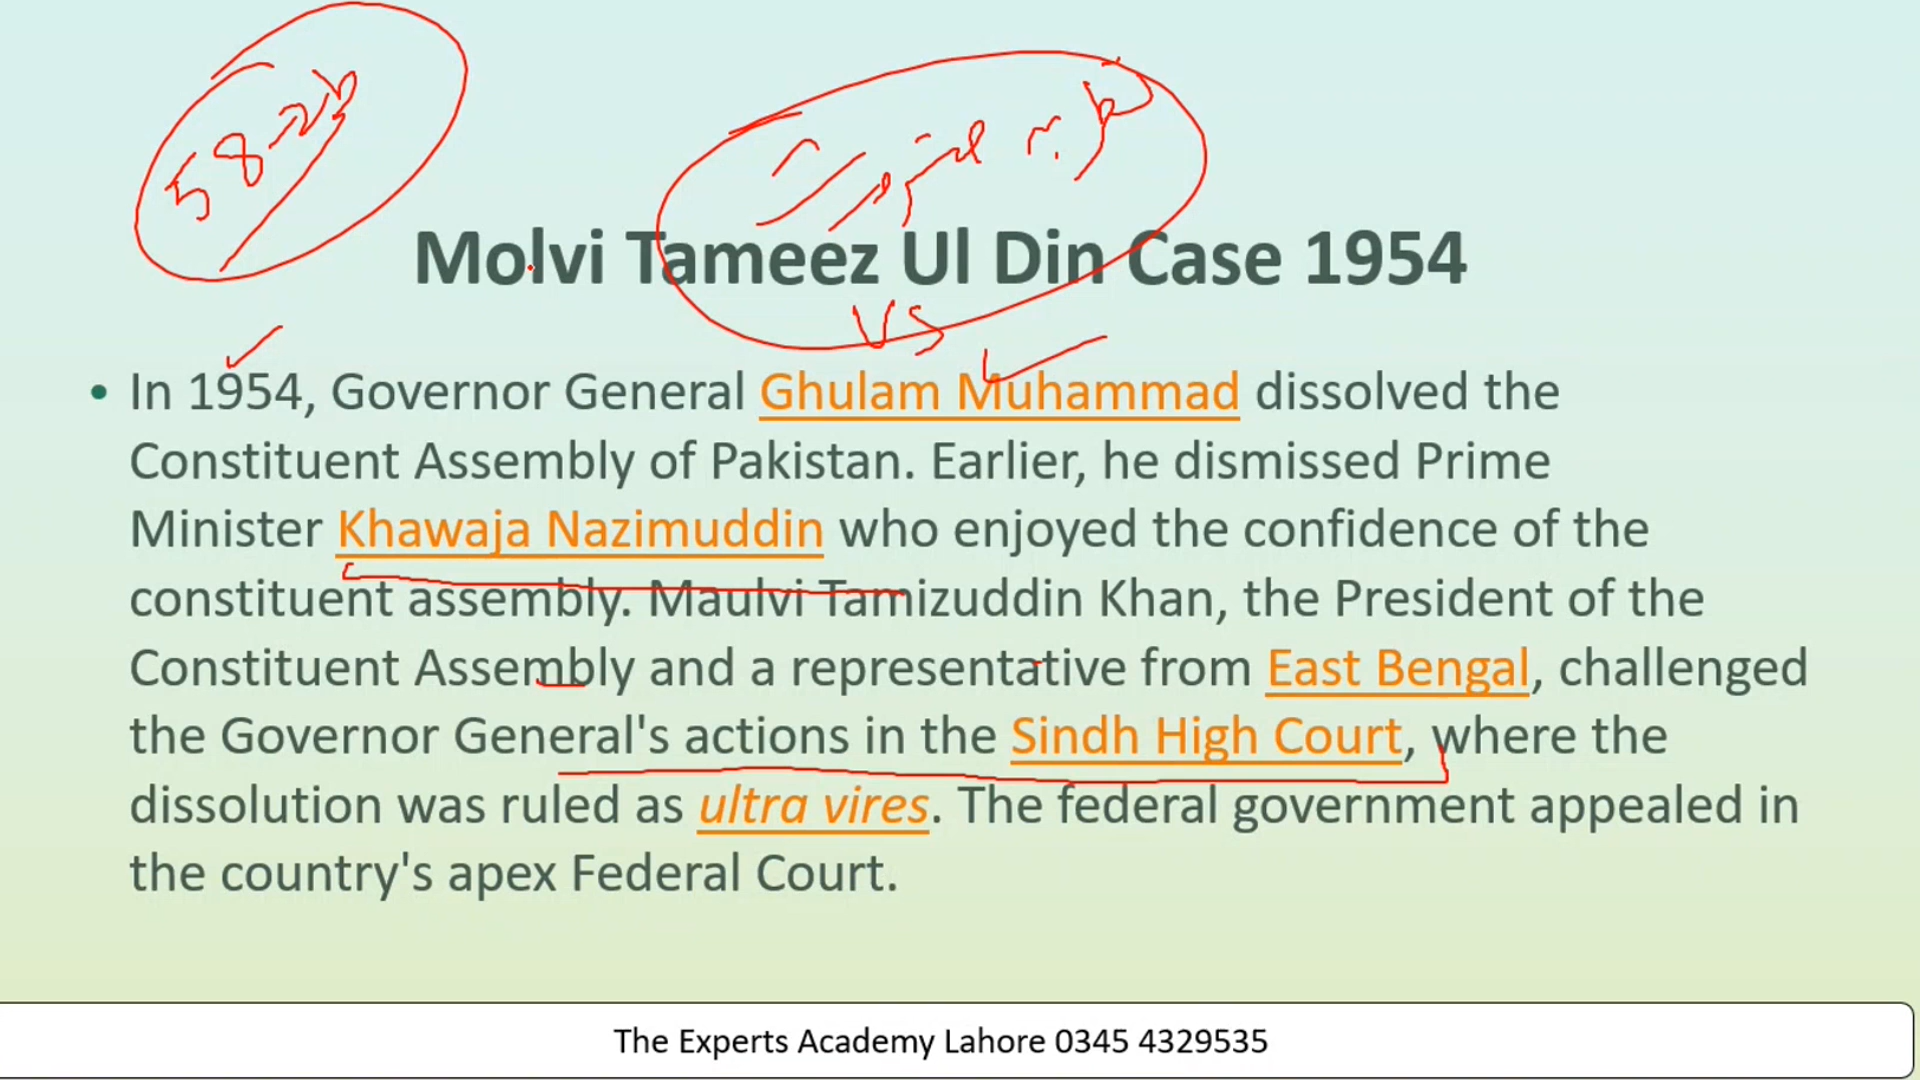 58-2b
Molvi Tameez Ul Din Case 1954
VS
• In 1954, Governor General Ghulam Muhammad dissolved the
Constituent Assembly of Pakistan. Earlier, he dismissed Prime
Minister Khawaja Nazimuddin who enjoyed the confidence of the
constituent assembly. Maulvi Tamizuddin Khan, the President of the
Constituent Assembly and a representative from East Bengal, challenged
the Governor General's actions in the Sindh High Court, where the
dissolution was ruled as ultra vires. The federal government appealed in
the country's apex Federal Court.
The Experts Academy Lahore 0345 4329535